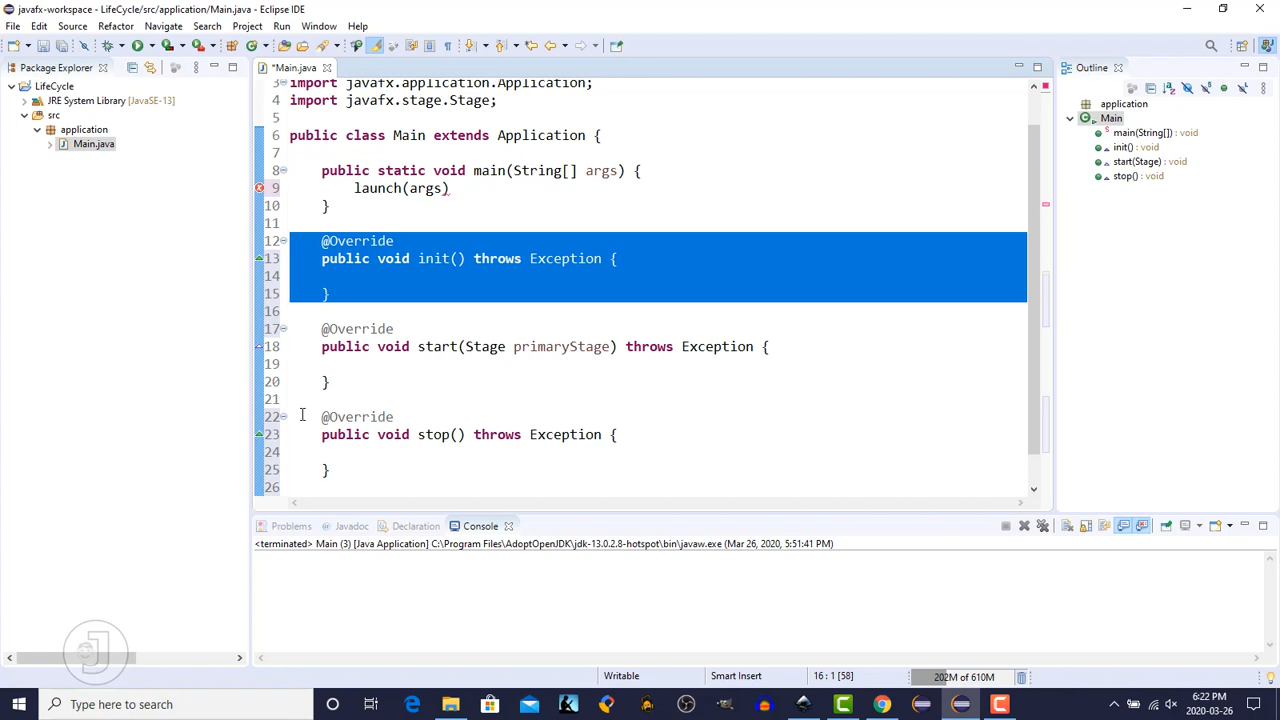 javafx-workspace - LifeCycle/src/application/Main.java - Eclipse IDE
File Edit Source Refactor Navigate Search Project Run Window Help
Package Explorer
LifeCycle
JRE System Library [JavaSE-13]
src
application
Main.java
*Main.java
3 import javafx.application.Application;
4 import javafx.stage.Stage;
5
6 public class Main extends Application {
7
8 public static void main(String[] args) {
9 launch(args)
10 }
11
12 @Override
13 public void init() throws Exception {
14
15 }
16
17 @Override
18 public void start(Stage primaryStage) throws Exception {
19
20 }
21
22 @Override
23 public void stop() throws Exception {
24
25 }
26
Outline
application
Main
main(String[]) : void
init() : void
start(Stage) : void
stop() : void
Problems Javadoc Declaration Console
<terminated> Main (3) [Java Application] C:\Program Files\AdoptOpenJDK\jdk-13.0.2.8-hotspot\bin\javaw.exe (Mar 26, 2020, 5:51:41 PM)
J
Writable Smart Insert 16 : 1 [58] 202M of 610M
Type here to search
6:22 PM
2020-03-26